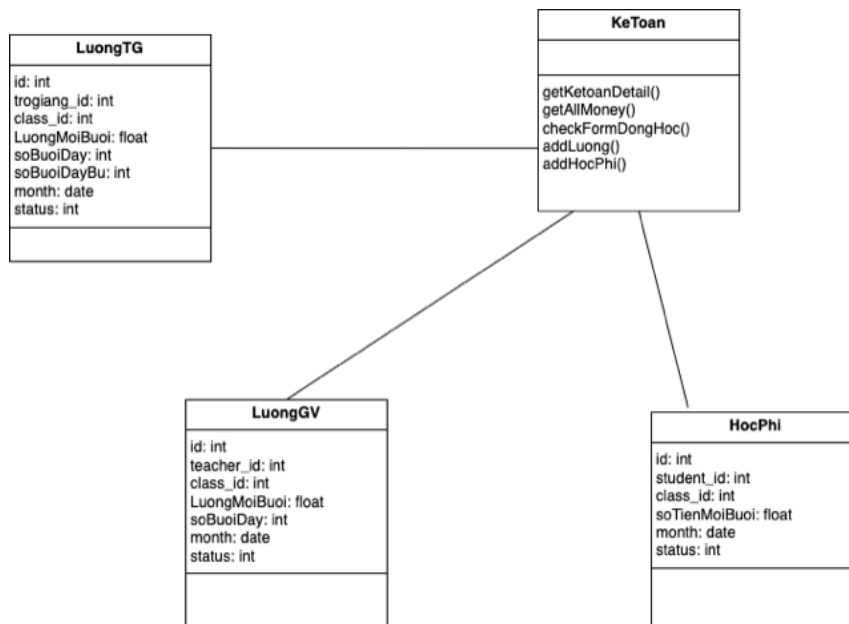 LuongTG
id: int
trogiang_id: int
class_id: int
LuongMoiBuoi: float
soBuoiDay: int
soBuoiDayBu: int
month: date
status: int
KeToan
getKetoanDetail()
getAllMoney()
checkFormDongHoc()
addLuong()
addHocPhi()
LuongGV
id: int
teacher_id: int
class_id: int
LuongMoiBuoi: float
soBuoiDay: int
month: date
status: int
HocPhi
id: int
student_id: int
class_id: int
soTienMoiBuoi: float
month: date
status: int